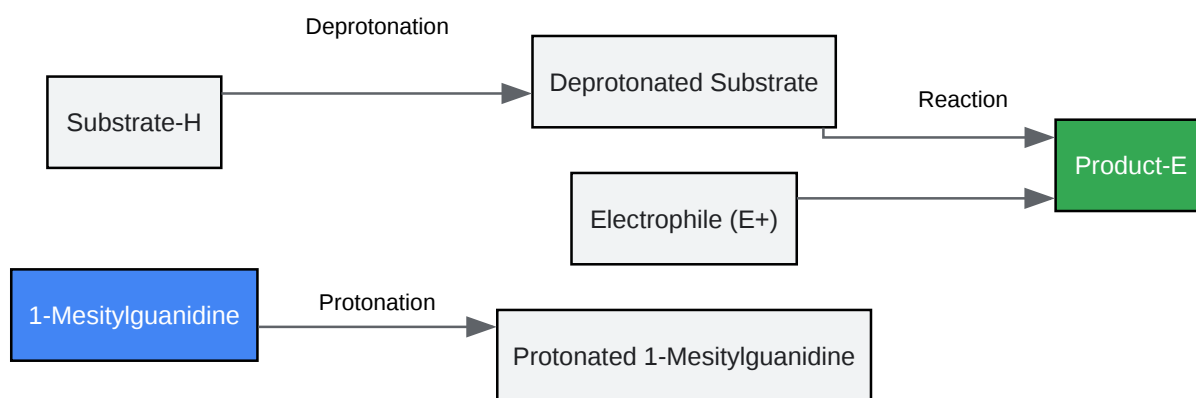 Deprotonation
Substrate-H
Deprotonated Substrate
Reaction
Product-E
Electrophile (E+)
1-Mesitylguanidine
Protonation
Protonated 1-Mesitylguanidine